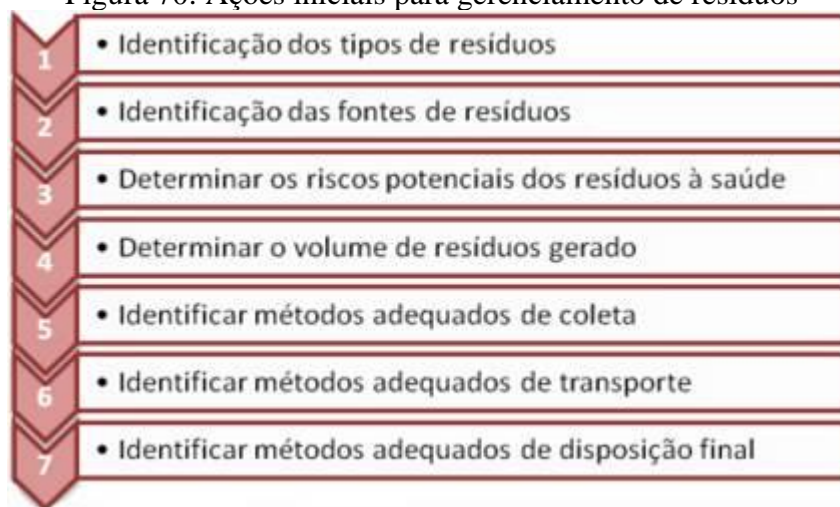 Figura 70: Ações iniciais para gerenciamento de resíduos
1 • Identificação dos tipos de resíduos
2 • Identificação das fontes de resíduos
3 • Determinar os riscos potenciais dos resíduos à saúde
4 • Determinar o volume de resíduos gerado
5 • Identificar métodos adequados de coleta
6 • Identificar métodos adequados de transporte
7 • Identificar métodos adequados de disposição final